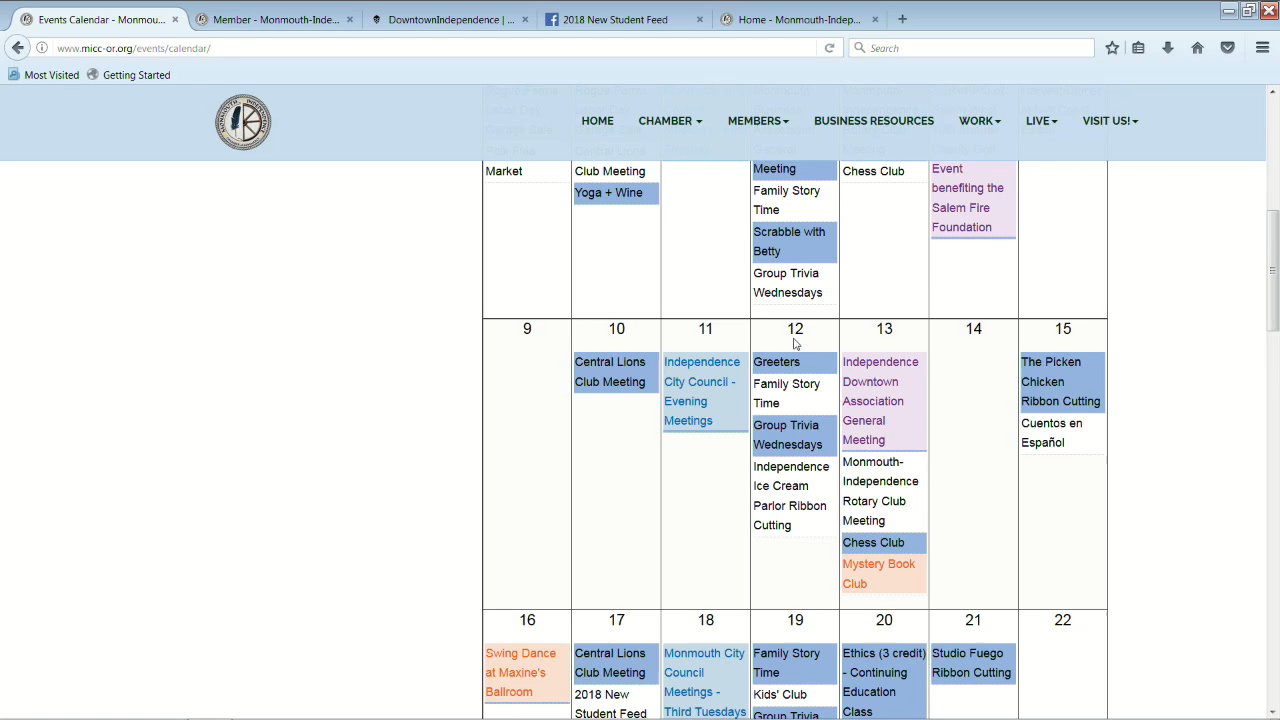 Events Calendar - Monmou...
Member - Monmouth-Inde...
DowntownIndependence | ...
2018 New Student Feed
Home - Monmouth-Indep...
www.micc-or.org/events/calendar/
Search
Most Visited
Getting Started
HOME
CHAMBER
MEMBERS
BUSINESS RESOURCES
WORK
LIVE
VISIT US!
Market
Club Meeting
Yoga + Wine
Meeting
Family Story
Time
Scrabble with
Betty
Group Trivia
Wednesdays
Chess Club
Event
benefiting the
Salem Fire
Foundation
9
10
Central Lions
Club Meeting
11
Independence
City Council -
Evening
Meetings
12
Greeters
Family Story
Time
Group Trivia
Wednesdays
Independence
Ice Cream
Parlor Ribbon
Cutting
13
Independence
Downtown
Association
General
Meeting
Monmouth-
Independence
Rotary Club
Meeting
Chess Club
Mystery Book
Club
14
15
The Picken
Chicken
Ribbon Cutting
Cuentos en
Español
16
Swing Dance
at Maxine's
Ballroom
17
Central Lions
Club Meeting
2018 New
Student Feed
18
Monmouth City
Council
Meetings -
Third Tuesdays
19
Family Story
Time
Kids' Club
Group Trivia
20
Ethics (3 credit)
- Continuing
Education
Class
21
Studio Fuego
Ribbon Cutting
22